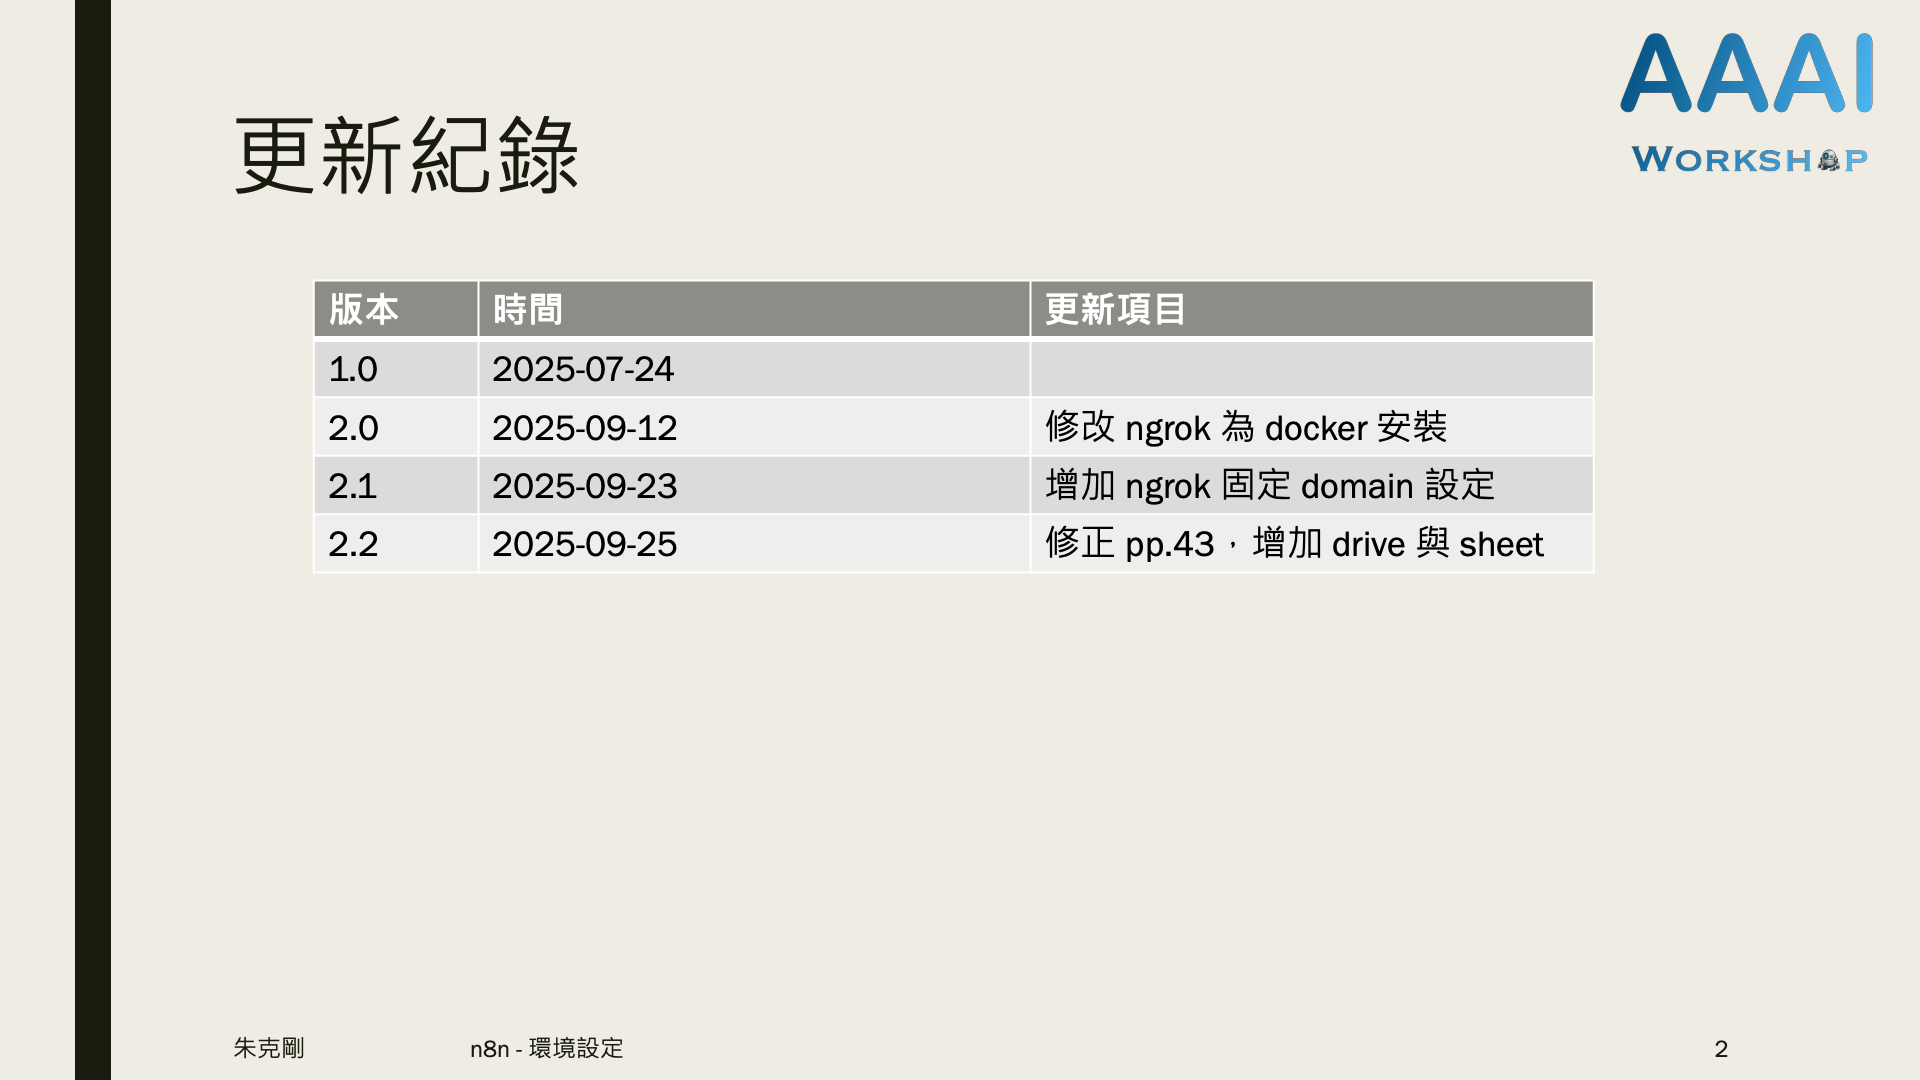 AAAI
WORKSHOP
更新紀錄
版本 時間 更新項目
1.0 2025-07-24
2.0 2025-09-12 修改 ngrok 為 docker 安裝
2.1 2025-09-23 增加 ngrok 固定 domain 設定
2.2 2025-09-25 修正 pp.43，增加 drive 與 sheet
朱克剛 n8n - 環境設定 2